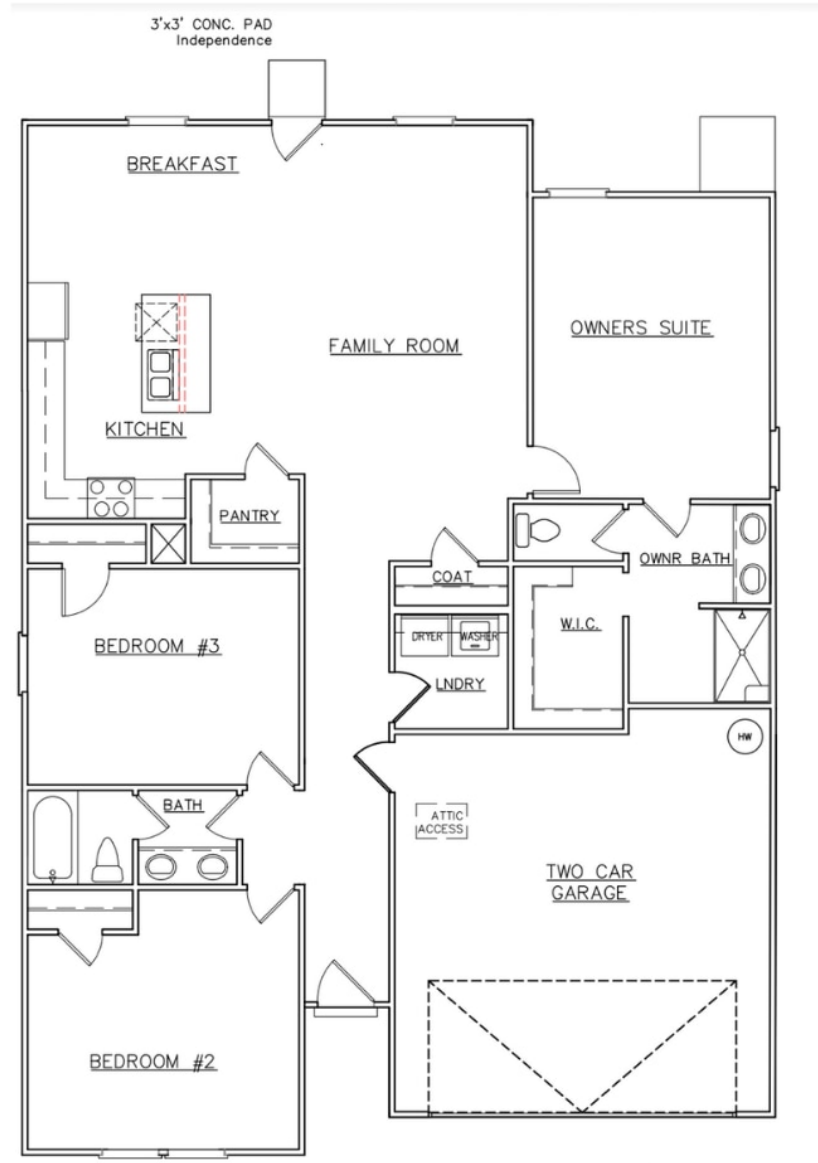 3'x3' CONC. PAD
Independence
BREAKFAST
OWNERS SUITE
FAMILY ROOM
KITCHEN
PANTRY
OWNR BATH
COAT
W.I.C.
DRYER
WASHER
BEDROOM #3
LNDRY
HW
BATH
ATTIC
ACCESS
TWO CAR
GARAGE
BEDROOM #2